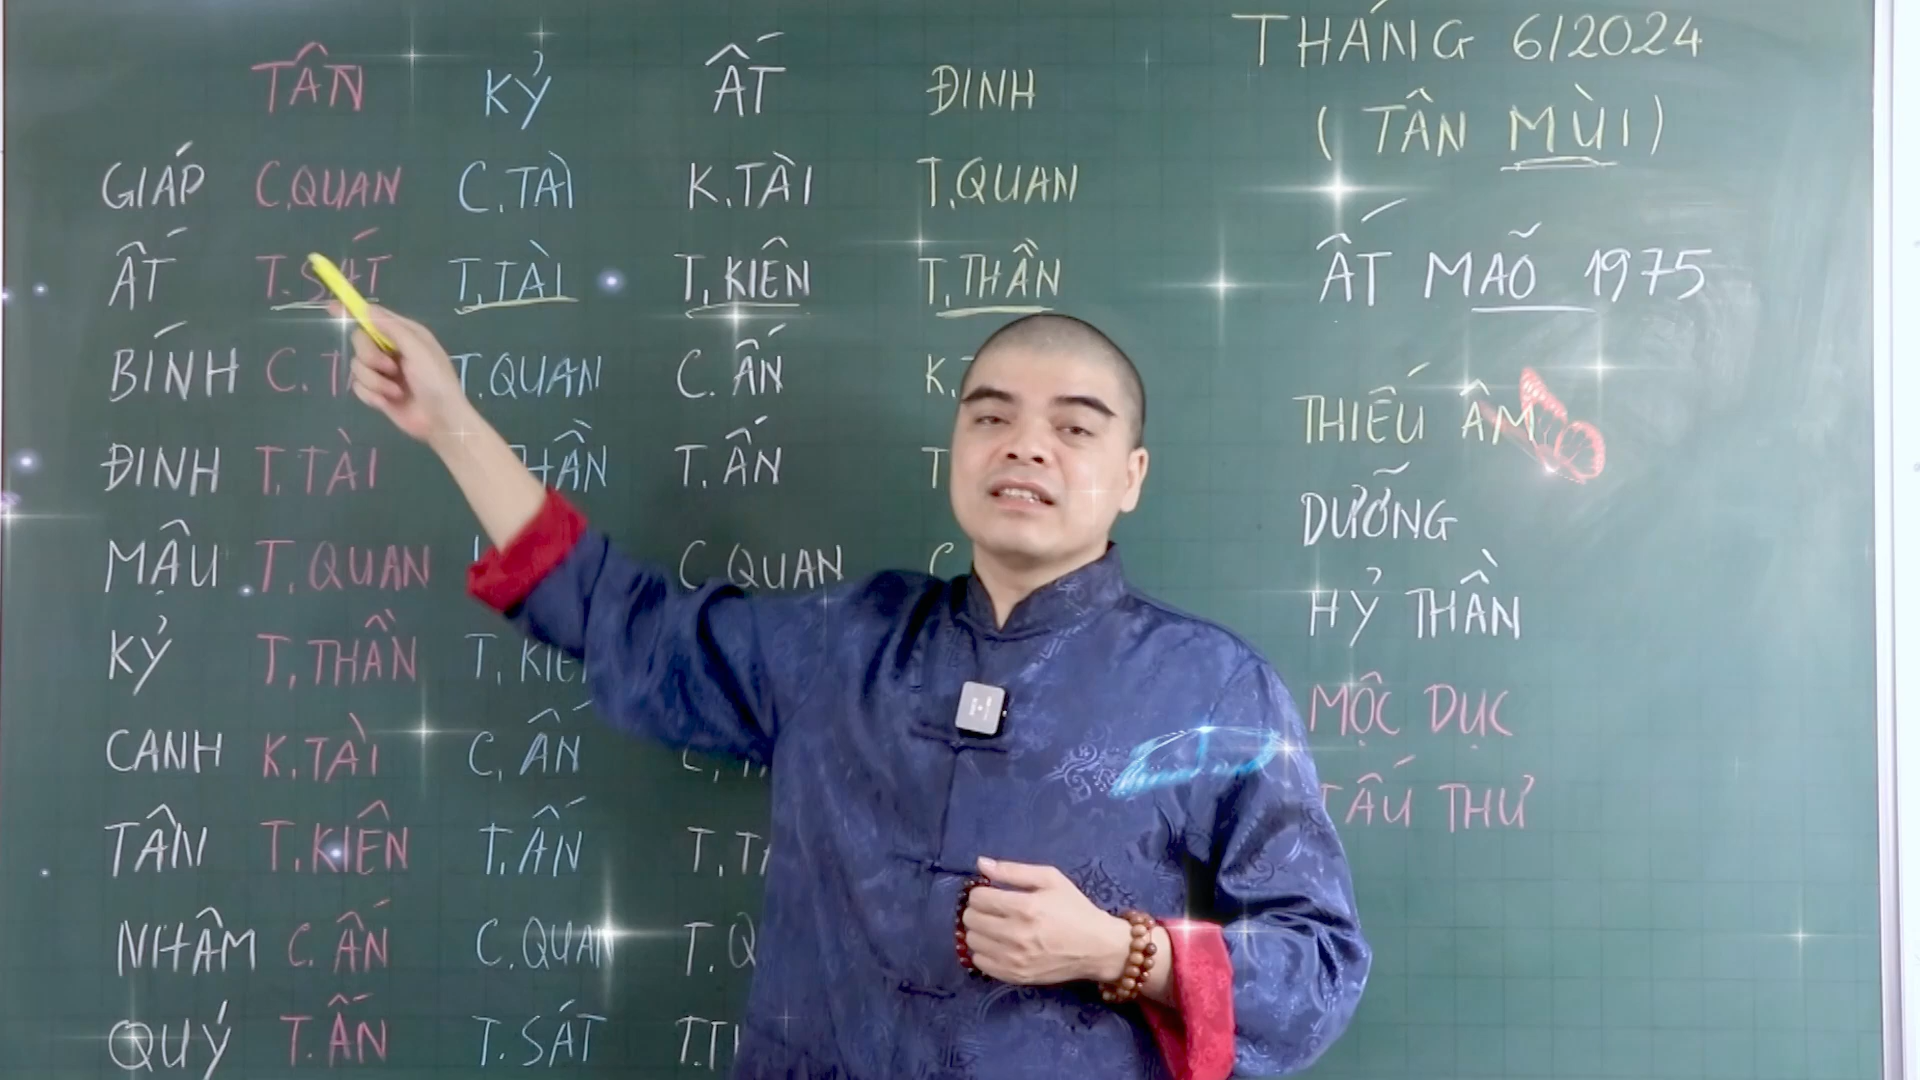 TÂN KỶ ẤT ĐINH
GIÁP C.QUAN C.TÀI K.TÀI T.QUAN
ẤT T.SÁT T.TÀI T.KIÊN T.THẦN
BÍNH C. T.QUAN C.ẤN K.
ĐINH T.TÀI T.ẤN T
MẬU T.QUAN C QUAN C
KỶ T.THẦN T.KIÊ
CANH K.TÀI C.ẤN C,
TÂN T.KIÊN T.ẤN T.T
NHÂM C.ẤN C.QUAN T.Q
QUÝ T.ẤN T.SÁT T.T
THÁNG 6/2024
(TÂN MÙI)
ẤT MÃO 1975
THIẾU ÂM
DƯỠNG
HỶ THẦN
MỘC DỤC
TẤU THƯ